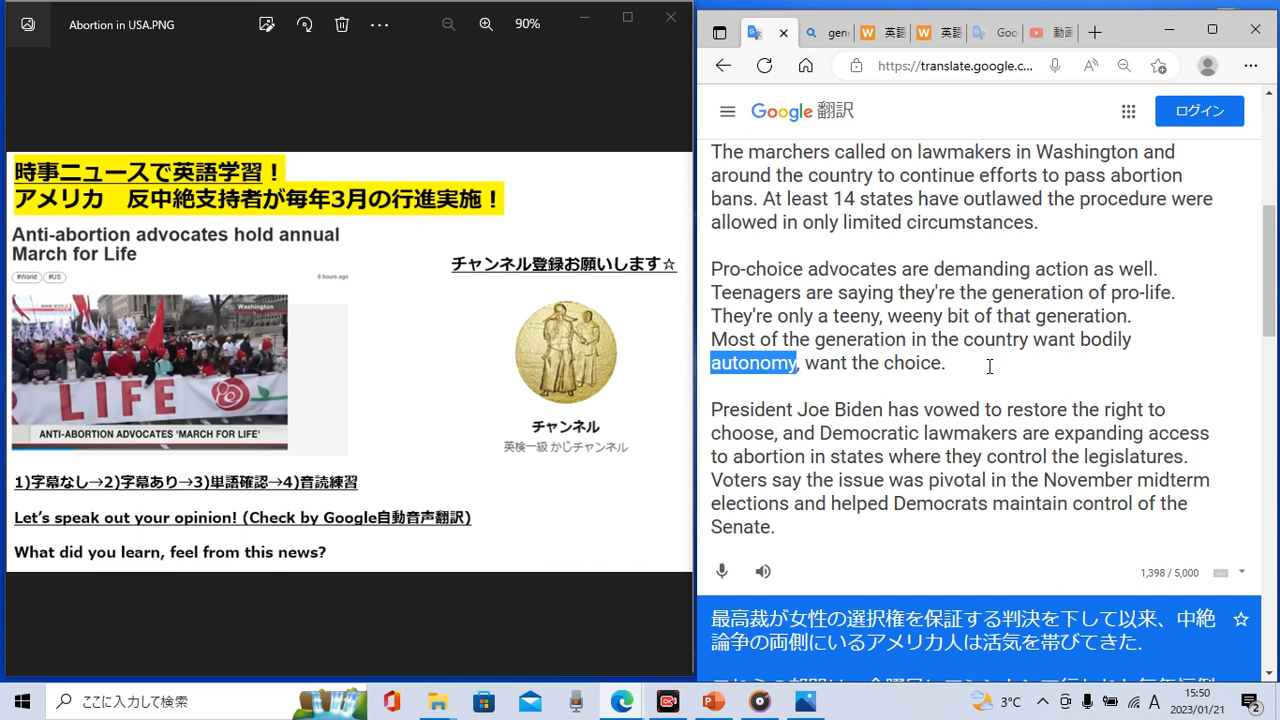 Abortion in USA.PNG
90%
時事ニュースで英語学習！
アメリカ　反中絶支持者が毎年3月の行進実施！
Anti-abortion advocates hold annual
March for Life
#World #US
6 hours ago
Washington
LIFE
ANTI-ABORTION ADVOCATES 'MARCH FOR LIFE'
チャンネル登録お願いします☆
チャンネル
英検一級 かじチャンネル
1)字幕なし→2)字幕あり→3)単語確認→4)音読練習
Let's speak out your opinion! (Check by Google自動音声翻訳)
What did you learn, feel from this news?
gene
英語
英語
Goo
動画
https://translate.google.c...
Google 翻訳
ログイン
The marchers called on lawmakers in Washington and
around the country to continue efforts to pass abortion
bans. At least 14 states have outlawed the procedure were
allowed in only limited circumstances.
Pro-choice advocates are demanding action as well.
Teenagers are saying they're the generation of pro-life.
They're only a teeny, weeny bit of that generation.
Most of the generation in the country want bodily
autonomy, want the choice.
President Joe Biden has vowed to restore the right to
choose, and Democratic lawmakers are expanding access
to abortion in states where they control the legislatures.
Voters say the issue was pivotal in the November midterm
elections and helped Democrats maintain control of the
Senate.
1,398 / 5,000
最高裁が女性の選択権を保証する判決を下して以来、中絶
論争の両側にいるアメリカ人は活気を帯びてきた.
ここに入力して検索
3°C
A
15:50
2023/01/21
2